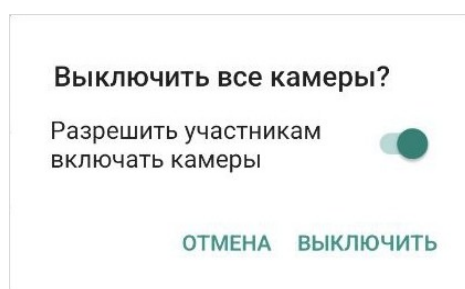 Выключить все камеры?
Разрешить участникам
включать камеры
ОТМЕНА ВЫКЛЮЧИТЬ